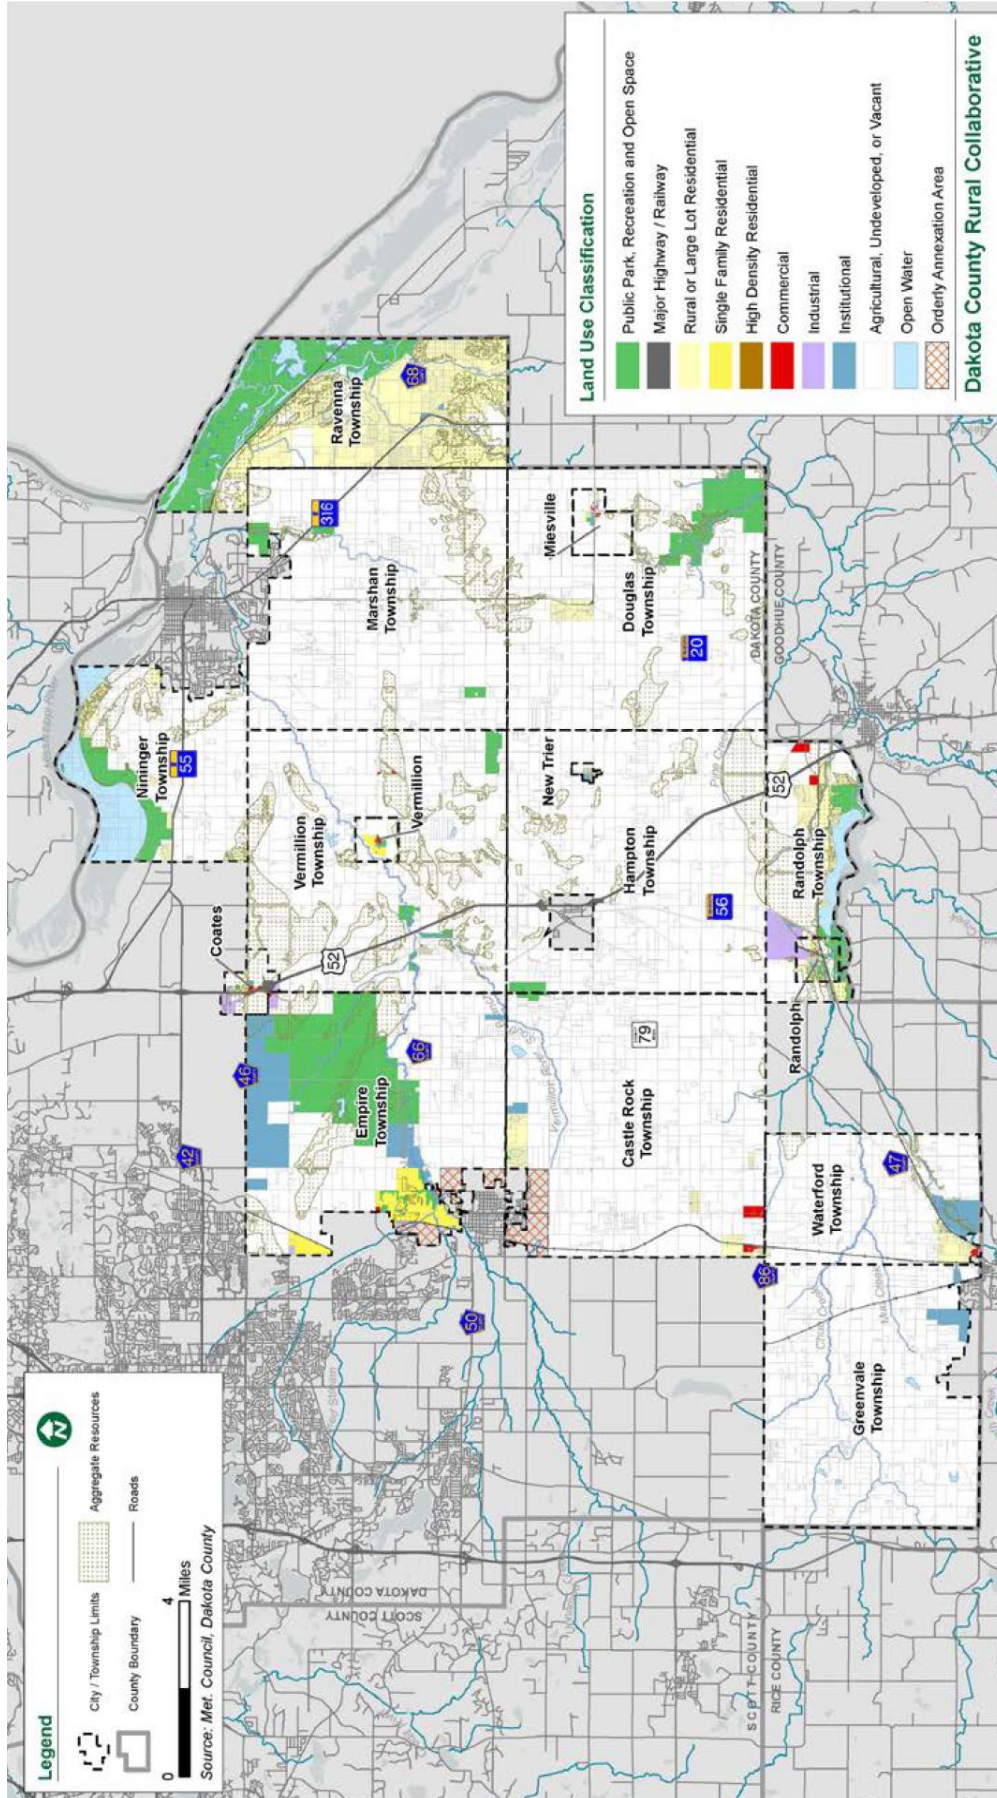 Legend
City / Township Limits
Aggregate Resources
County Boundary
Roads
N
0
4
Miles
Source: Met. Council, Dakota County
SCOTT COUNTY
DAKOTA COUNTY
42
46
50
66
Empire
Township
Coates
52
Vermillion
Township
Vermillion
Nininger
Township
55
Marshan
Township
316
Ravenna
Township
68
Castle Rock
Township
79
Hampton
Township
56
New Trier
Douglas
Township
Miesville
20
DAKOTA COUNTY
GOODHUE COUNTY
52
Randolph
Township
Randolph
Waterford
Township
47
86
Greenvale
Township
SCOTT COUNTY
RICE COUNTY
Land Use Classification
Public Park, Recreation and Open Space
Major Highway / Railway
Rural or Large Lot Residential
Single Family Residential
High Density Residential
Commercial
Industrial
Institutional
Agricultural, Undeveloped, or Vacant
Open Water
Orderly Annexation Area
Dakota County Rural Collaborative